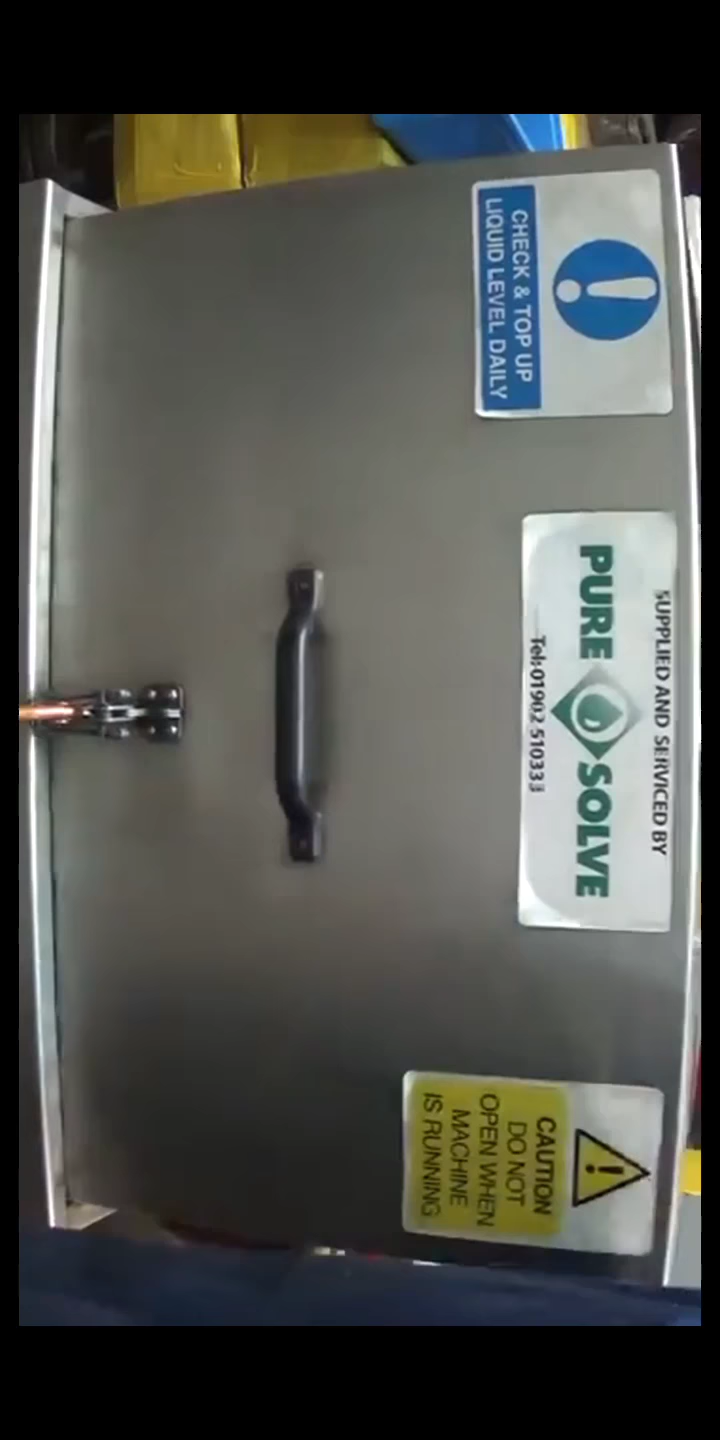 CHECK & TOP UP
LIQUID LEVEL DAILY
SUPPLIED AND SERVICED BY
PURE SOLVE
Tel:01902 510333
CAUTION
DO NOT
OPEN WHEN
MACHINE
IS RUNNING